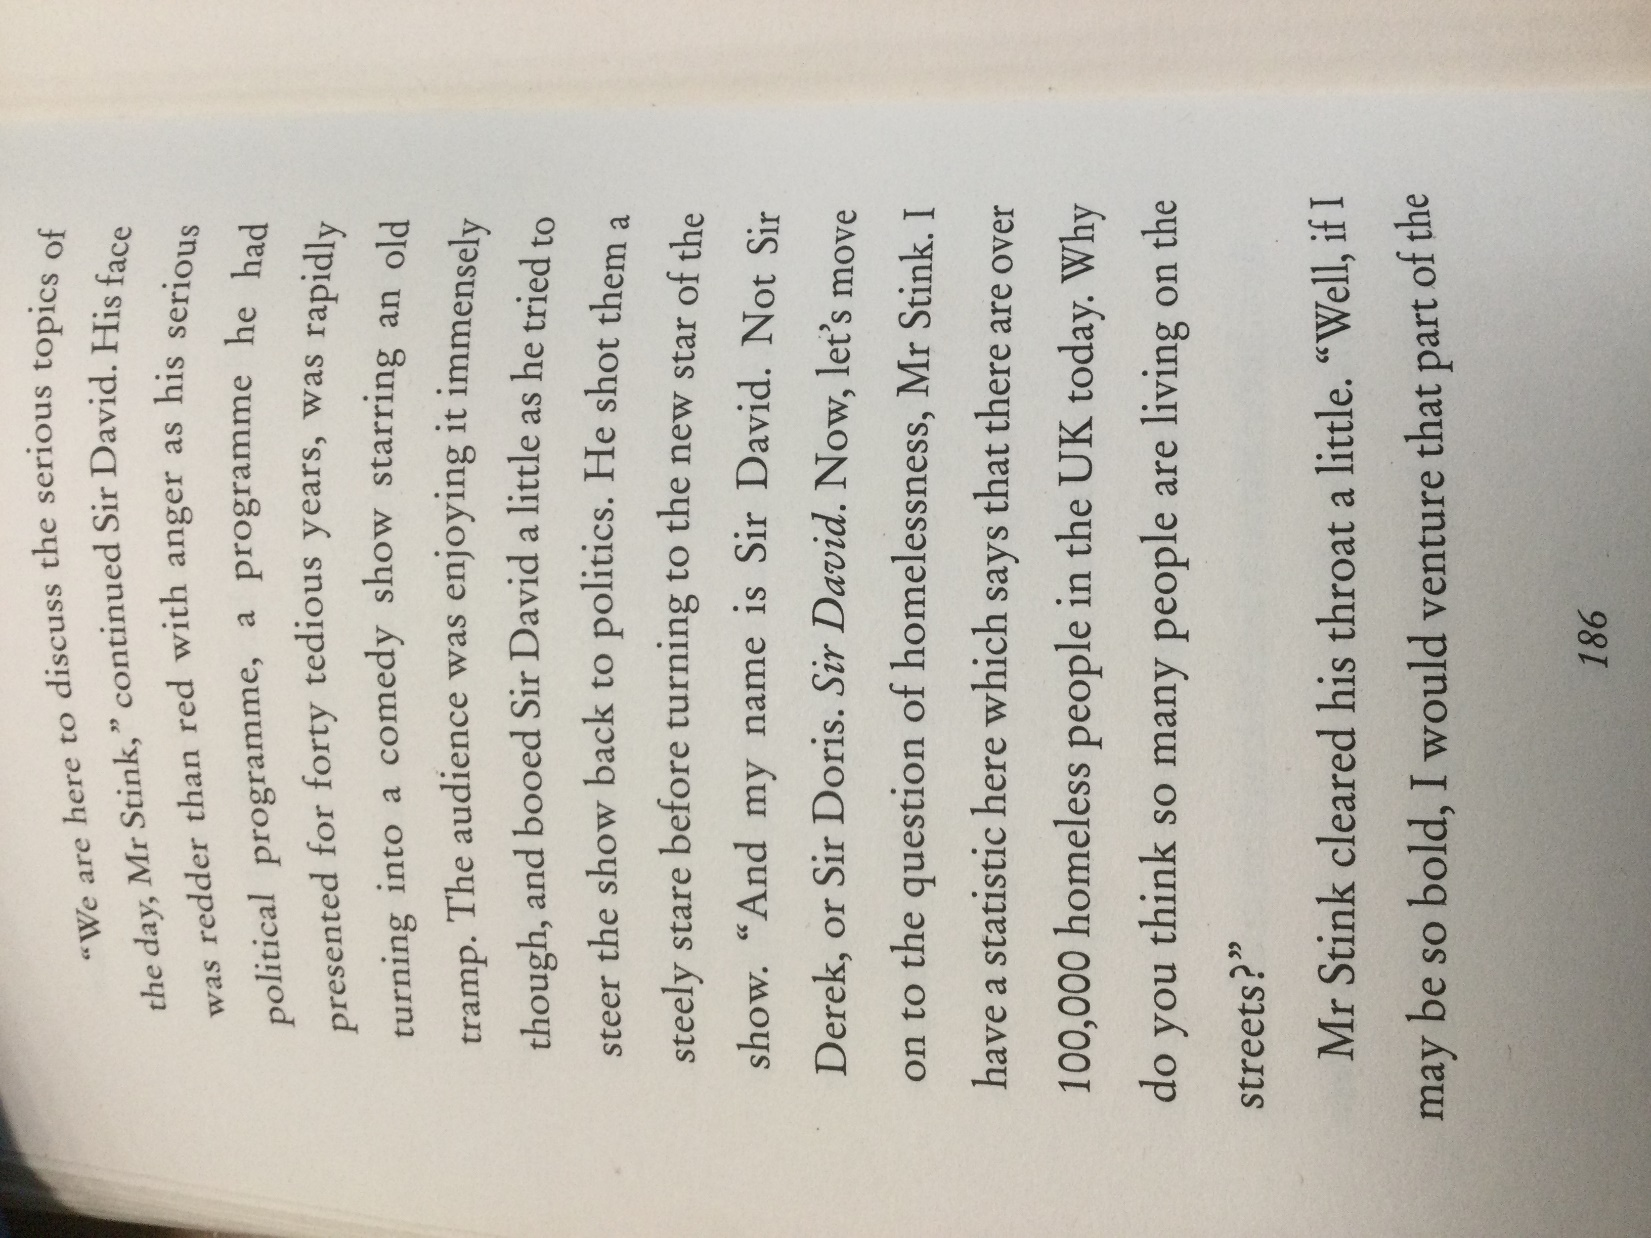 “We are here to discuss the serious topics of
the day, Mr Stink,” continued Sir David. His face
was redder than red with anger as his serious
political programme, a programme he had
presented for forty tedious years, was rapidly
turning into a comedy show starring an old
tramp. The audience was enjoying it immensely
though, and booed Sir David a little as he tried to
steer the show back to politics. He shot them a
steely stare before turning to the new star of the
show. “And my name is Sir David. Not Sir
Derek, or Sir Doris. Sir David. Now, let’s move
on to the question of homelessness, Mr Stink. I
have a statistic here which says that there are over
100,000 homeless people in the UK today. Why
do you think so many people are living on the
streets?”
Mr Stink cleared his throat a little. “Well, if I
may be so bold, I would venture that part of the
186